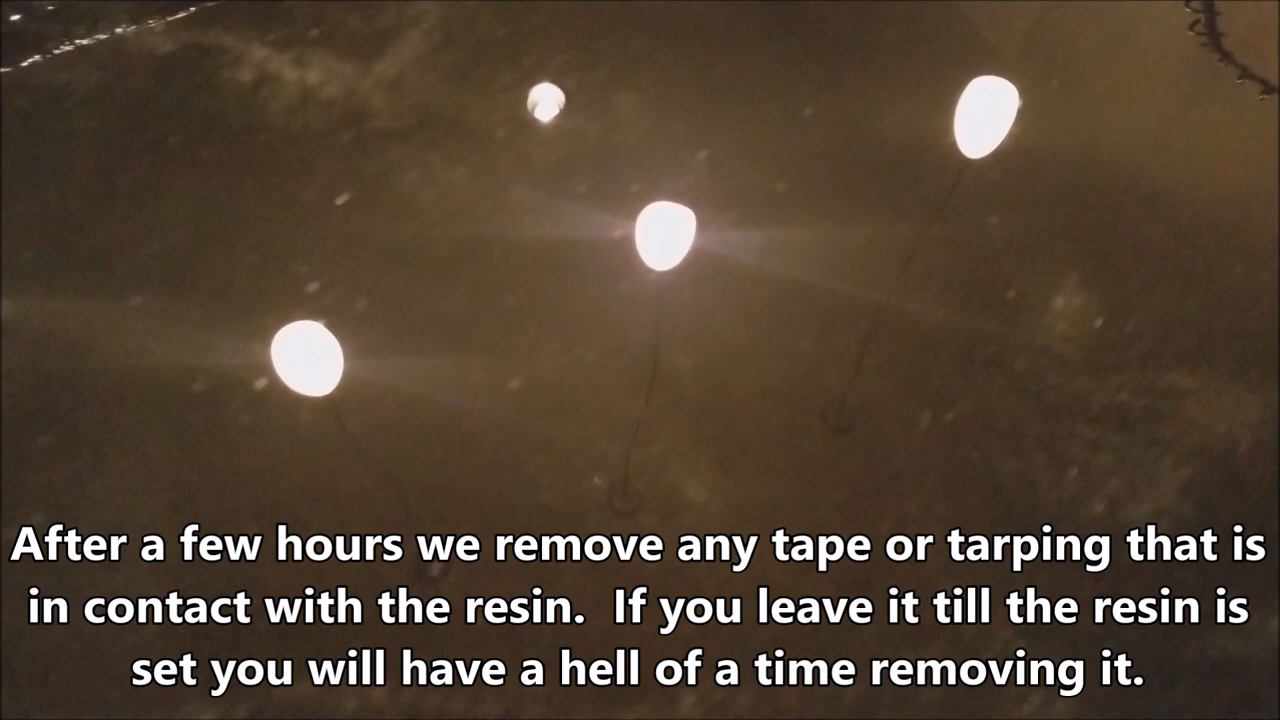 After a few hours we remove any tape or tarping that is
in contact with the resin.  If you leave it till the resin is
set you will have a hell of a time removing it.